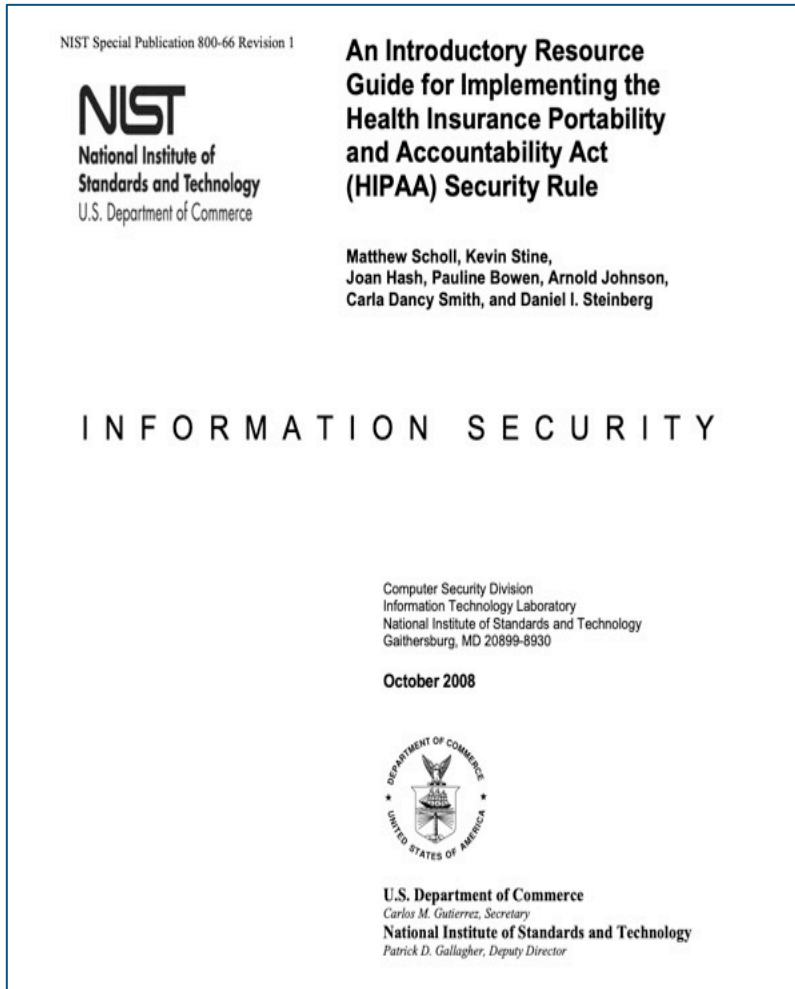 NIST Special Publication 800-66 Revision 1
NIST
National Institute of
Standards and Technology
U.S. Department of Commerce
An Introductory Resource
Guide for Implementing the
Health Insurance Portability
and Accountability Act
(HIPAA) Security Rule
Matthew Scholl, Kevin Stine,
Joan Hash, Pauline Bowen, Arnold Johnson,
Carla Dancy Smith, and Daniel I. Steinberg
INFORMATION SECURITY
Computer Security Division
Information Technology Laboratory
National Institute of Standards and Technology
Gaithersburg, MD 20899-8930
October 2008
DEPARTMENT OF COMMERCE
UNITED STATES OF AMERICA
U.S. Department of Commerce
Carlos M. Gutierrez, Secretary
National Institute of Standards and Technology
Patrick D. Gallagher, Deputy Director